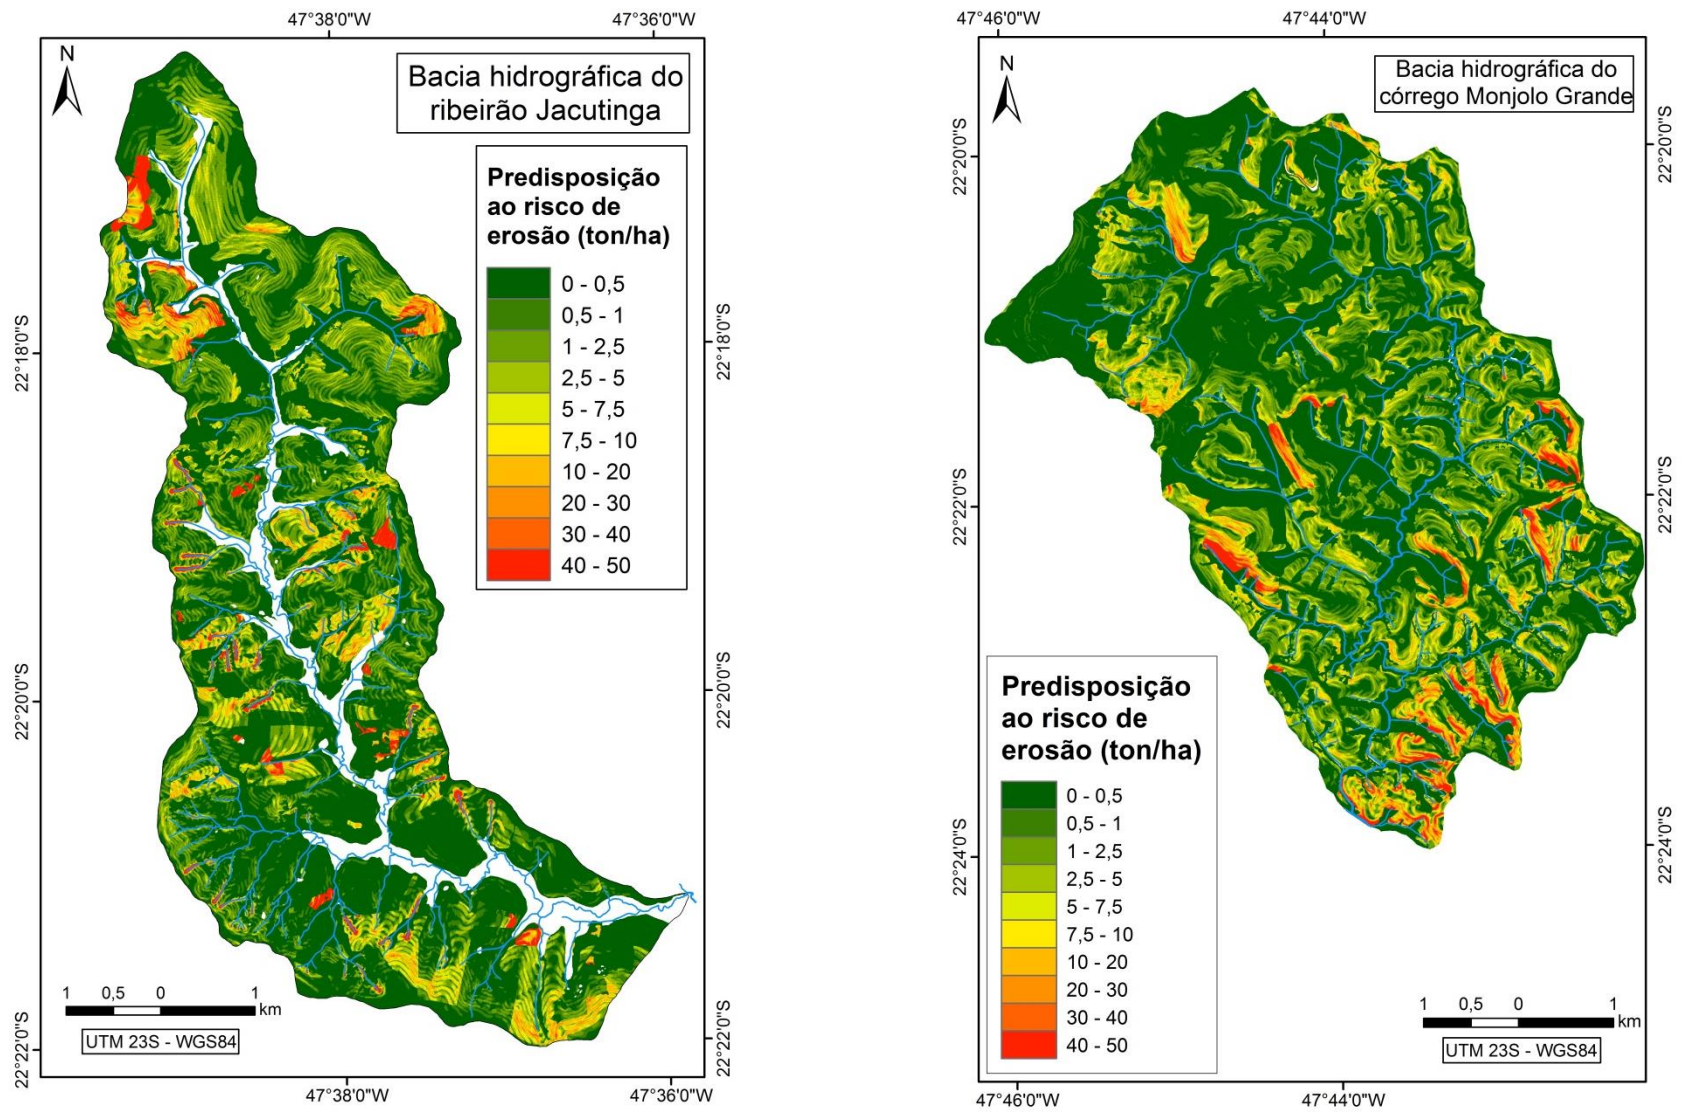 47°38'0"W
47°36'0"W
N
Bacia hidrográfica do
ribeirão Jacutinga
Predisposição
ao risco de
erosão (ton/ha)
0 - 0,5
0,5 - 1
1 - 2,5
2,5 - 5
5 - 7,5
7,5 - 10
10 - 20
20 - 30
30 - 40
40 - 50
22°18'0"S
22°18'0"S
22°20'0"S
22°20'0"S
22°22'0"S
22°22'0"S
1
0,5
0
1
km
UTM 23S - WGS84
47°38'0"W
47°36'0"W
47°46'0"W
47°44'0"W
N
Bacia hidrográfica do
córrego Monjolo Grande
22°20'0"S
22°20'0"S
22°22'0"S
22°22'0"S
22°24'0"S
22°24'0"S
Predisposição
ao risco de
erosão (ton/ha)
0 - 0,5
0,5 - 1
1 - 2,5
2,5 - 5
5 - 7,5
7,5 - 10
10 - 20
20 - 30
30 - 40
40 - 50
1
0,5
0
1
km
UTM 23S - WGS84
47°46'0"W
47°44'0"W